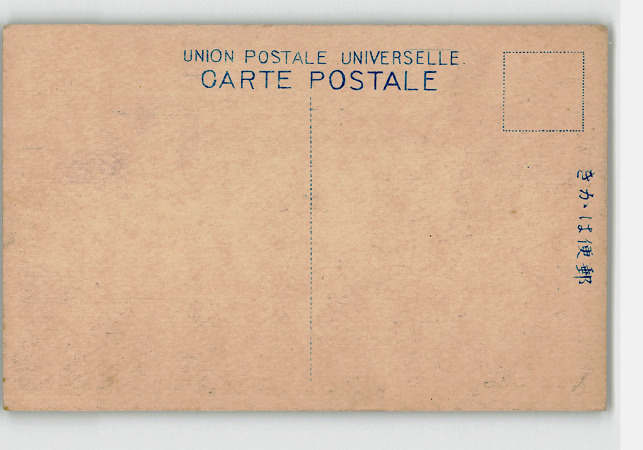 UNION POSTALE UNIVERSELLE.
CARTE POSTALE
きかは便郵